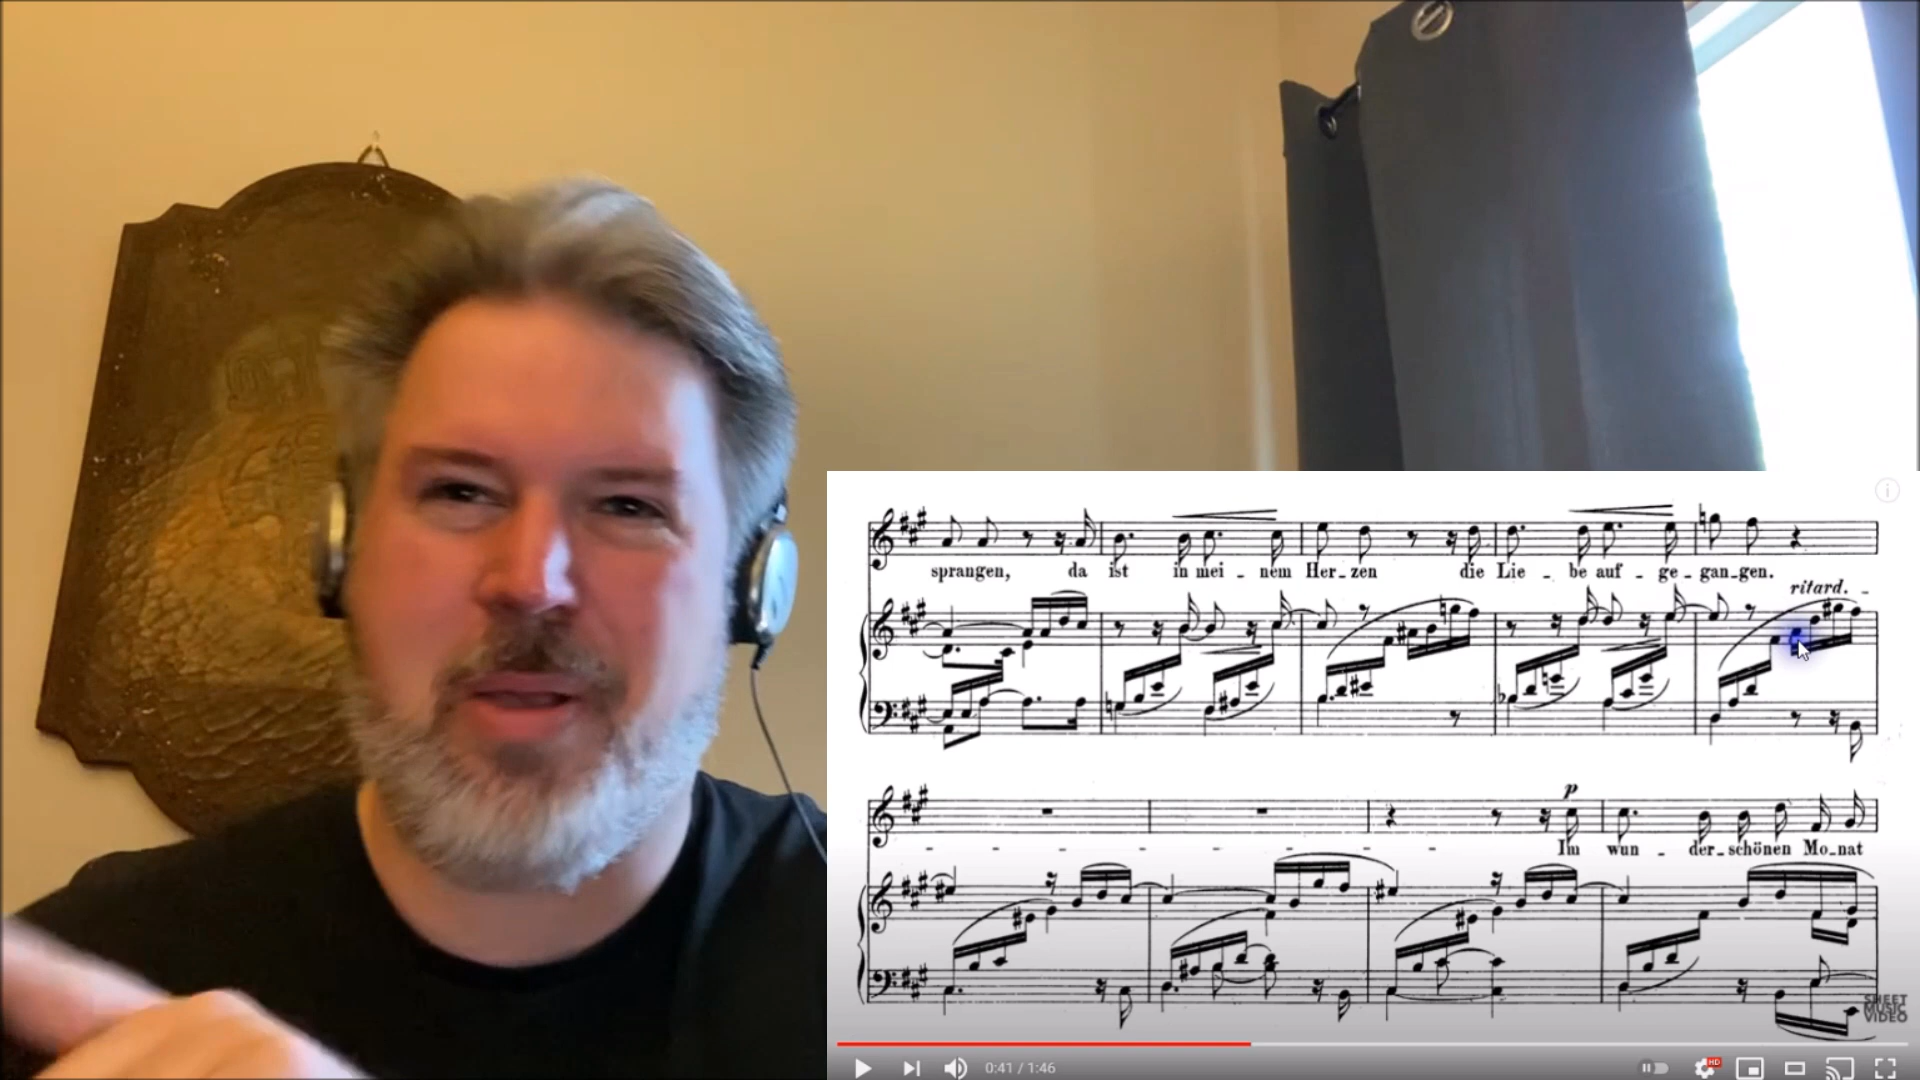 sprangen, da ist in mei - nem Her-zen die Lie - be auf - ge - gan-gen.
ritard. -
p
Im wun - der-schönen Mo-nat
SHEET
MUSIC
VIDEO
0:41 / 1:46
HD